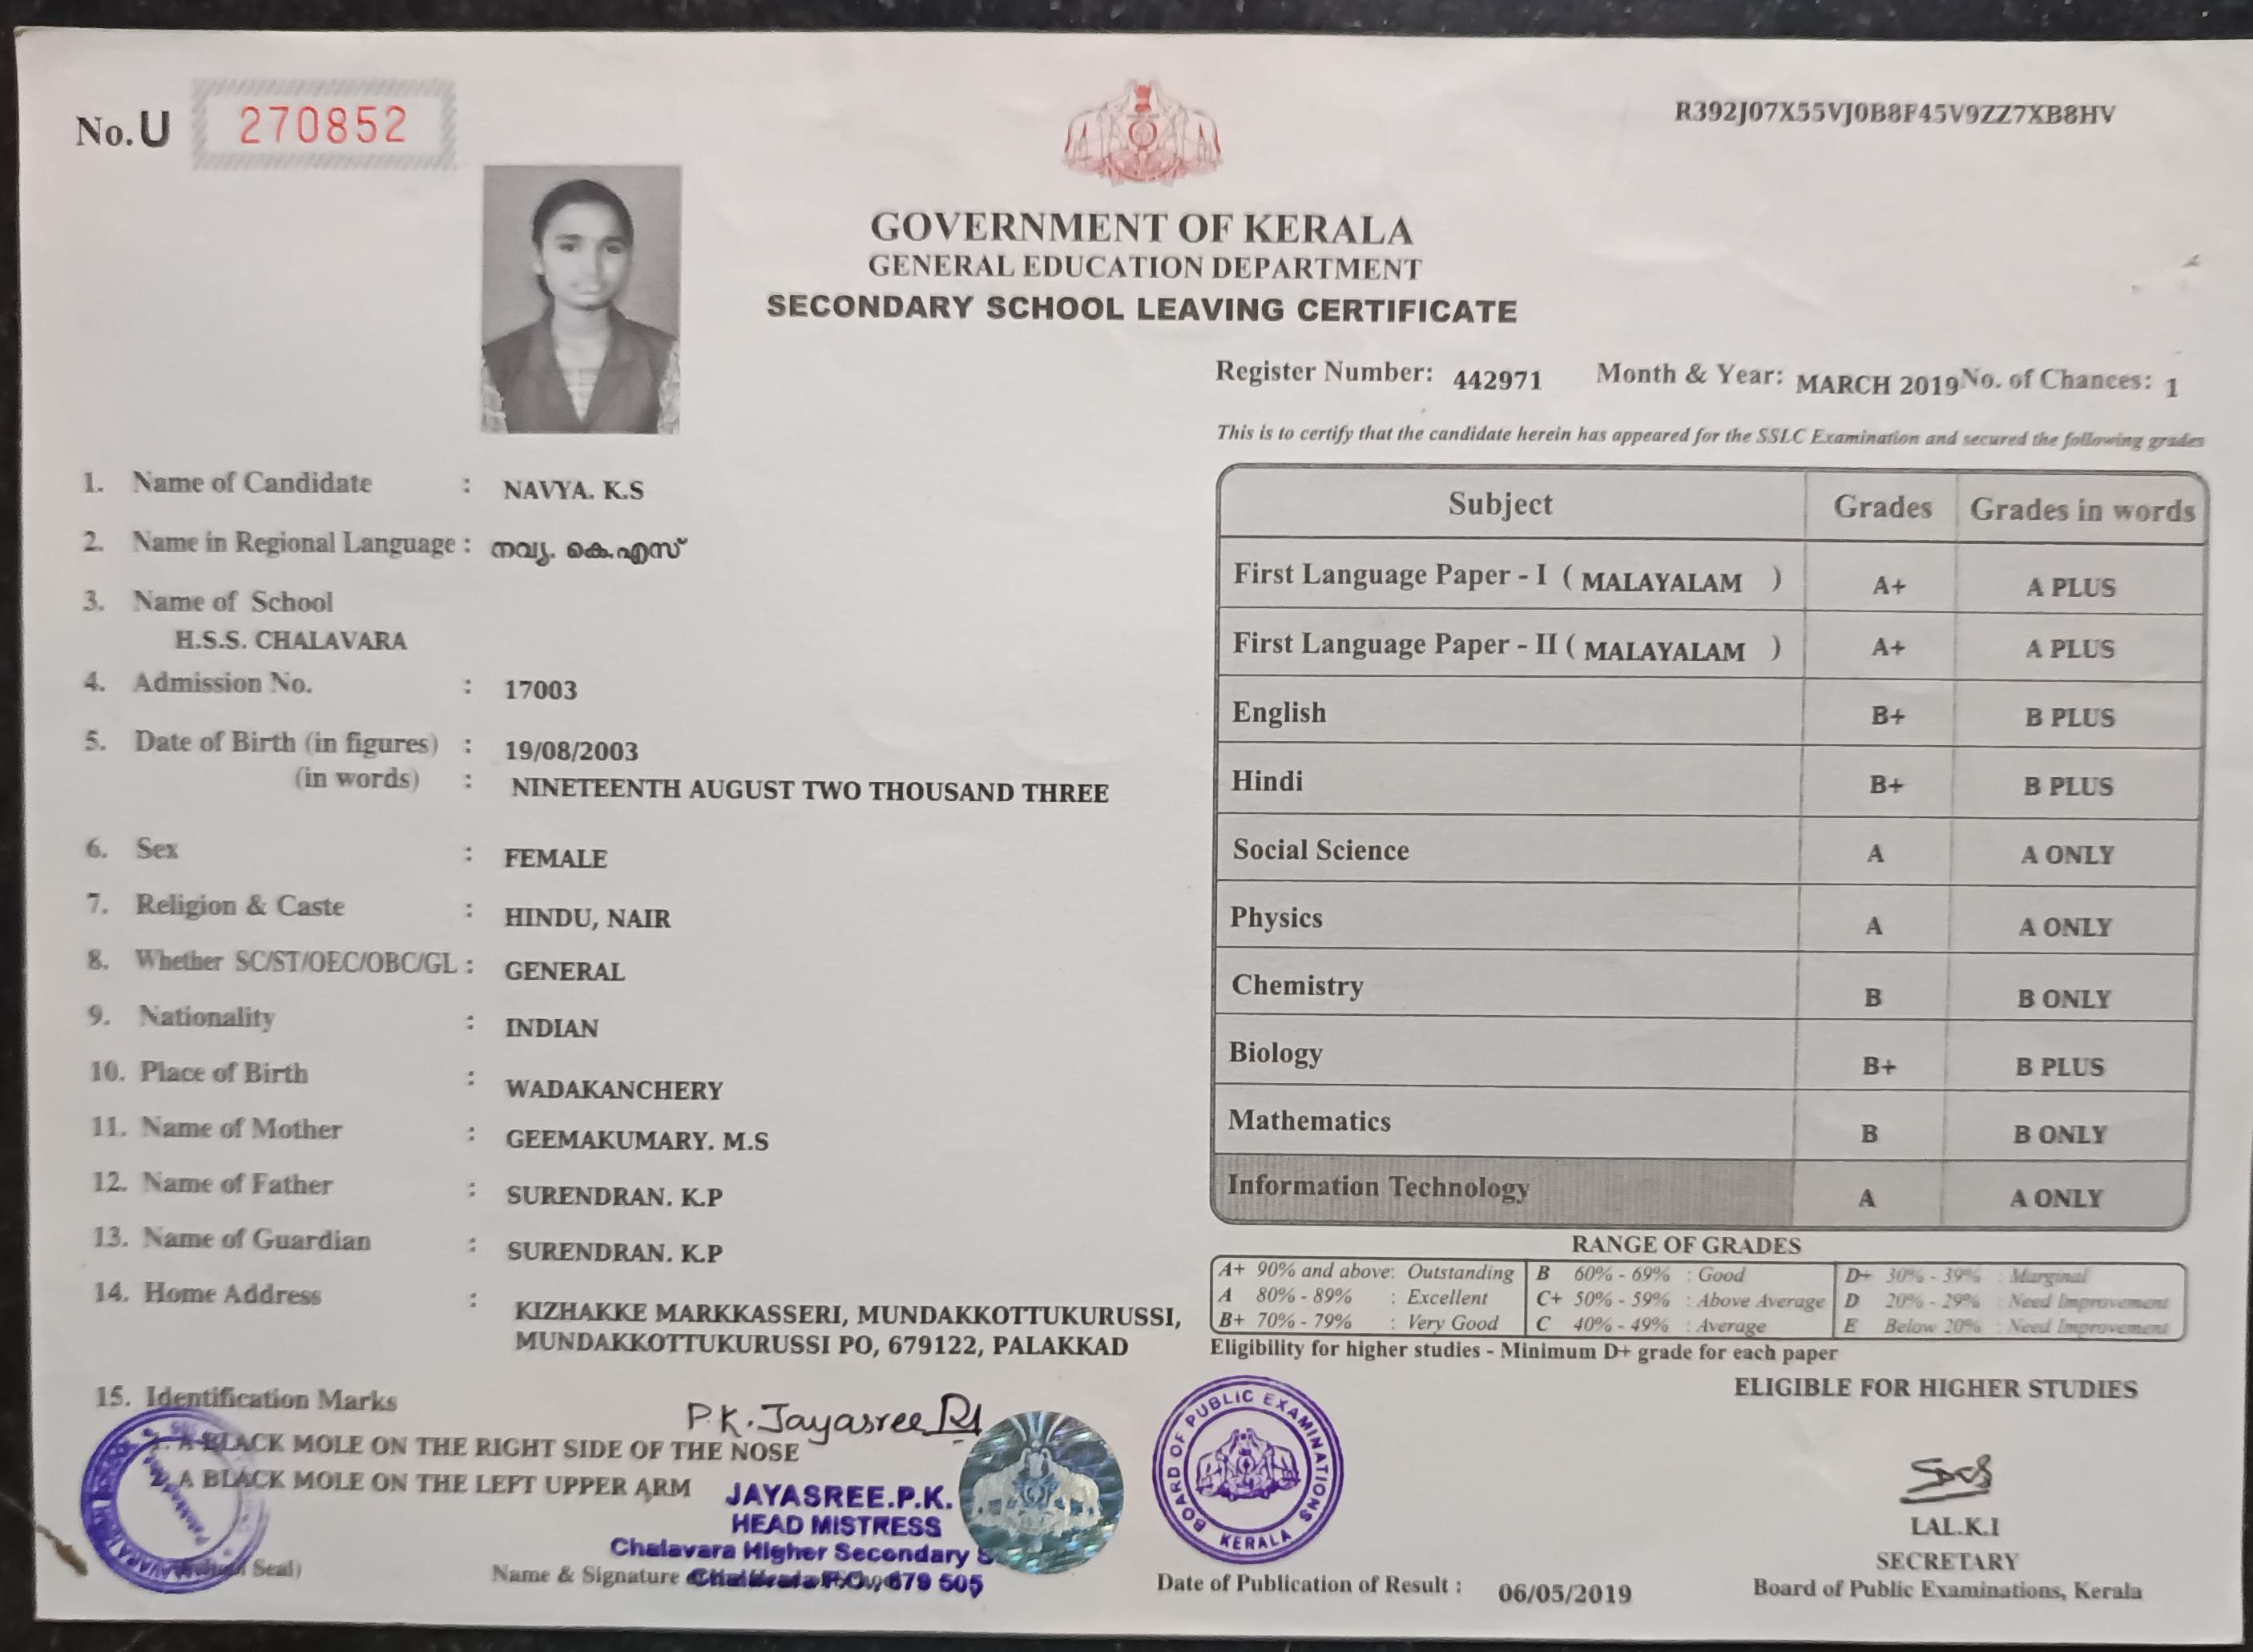 No. U 270852
R392J07X55VJ0B8F45V9ZZ7XB8HV
GOVERNMENT OF KERALA
GENERAL EDUCATION DEPARTMENT
SECONDARY SCHOOL LEAVING CERTIFICATE
Register Number: 442971 Month & Year: MARCH 2019 No. of Chances: 1
This is to certify that the candidate herein has appeared for the SSLC Examination and secured the following grades
1. Name of Candidate : NAVYA. K.S
2. Name in Regional Language : നവ്യ. കെ.എസ്
3. Name of School
H.S.S. CHALAVARA
4. Admission No. : 17003
5. Date of Birth (in figures) : 19/08/2003
(in words) : NINETEENTH AUGUST TWO THOUSAND THREE
6. Sex : FEMALE
7. Religion & Caste : HINDU, NAIR
8. Whether SC/ST/OEC/OBC/GL : GENERAL
9. Nationality : INDIAN
10. Place of Birth : WADAKANCHERY
11. Name of Mother : GEEMAKUMARY. M.S
12. Name of Father : SURENDRAN. K.P
13. Name of Guardian : SURENDRAN. K.P
14. Home Address : KIZHAKKE MARKKASSERI, MUNDAKKOTTUKURUSSI,
MUNDAKKOTTUKURUSSI PO, 679122, PALAKKAD
15. Identification Marks
1. A BLACK MOLE ON THE RIGHT SIDE OF THE NOSE
2. A BLACK MOLE ON THE LEFT UPPER ARM
P.K. Jayasree
JAYASREE.P.K.
HEAD MISTRESS
Chalavara Higher Secondary S
P.O., 679 505
Seal)
Name & Signature
Subject Grades Grades in words
First Language Paper - I ( MALAYALAM ) A+ A PLUS
First Language Paper - II ( MALAYALAM ) A+ A PLUS
English B+ B PLUS
Hindi B+ B PLUS
Social Science A A ONLY
Physics A A ONLY
Chemistry B B ONLY
Biology B+ B PLUS
Mathematics B B ONLY
Information Technology A A ONLY
RANGE OF GRADES
A+ 90% and above: Outstanding B 60% - 69% : Good D+ 30% - 39% : Marginal
A 80% - 89% : Excellent C+ 50% - 59% : Above Average D 20% - 29% : Need Improvement
B+ 70% - 79% : Very Good C 40% - 49% : Average E Below 20% : Need Improvement
Eligibility for higher studies - Minimum D+ grade for each paper
ELIGIBLE FOR HIGHER STUDIES
BOARD OF PUBLIC EXAMINATIONS KERALA
LAL.K.I
SECRETARY
Board of Public Examinations, Kerala
Date of Publication of Result : 06/05/2019